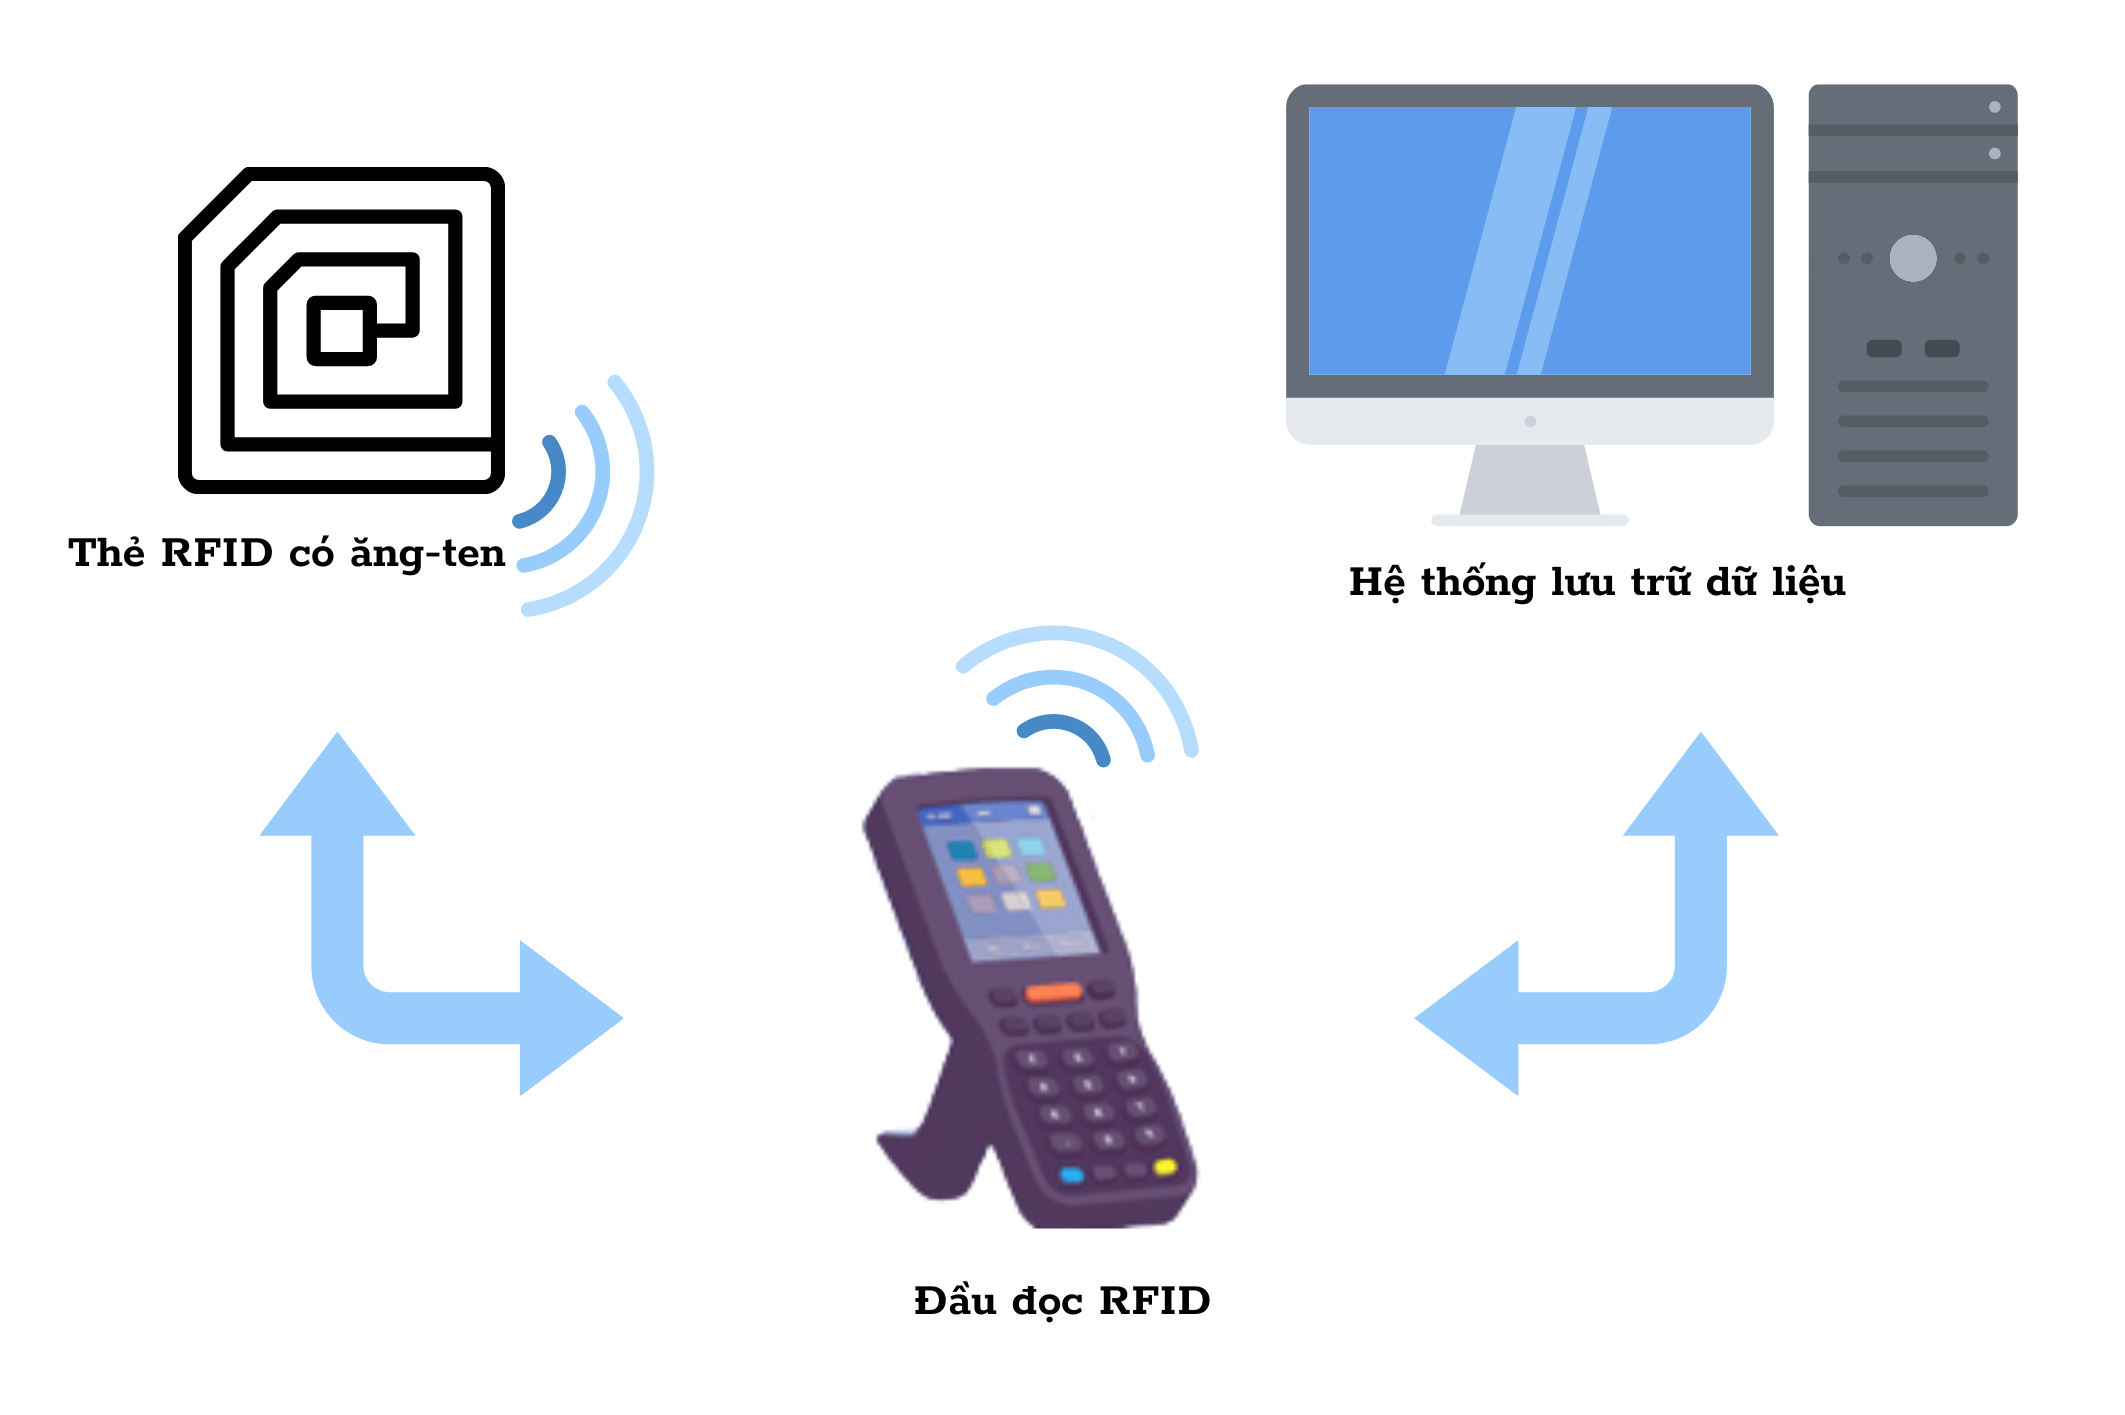 Thẻ RFID có ăng-ten
Hệ thống lưu trữ dữ liệu
Đầu đọc RFID